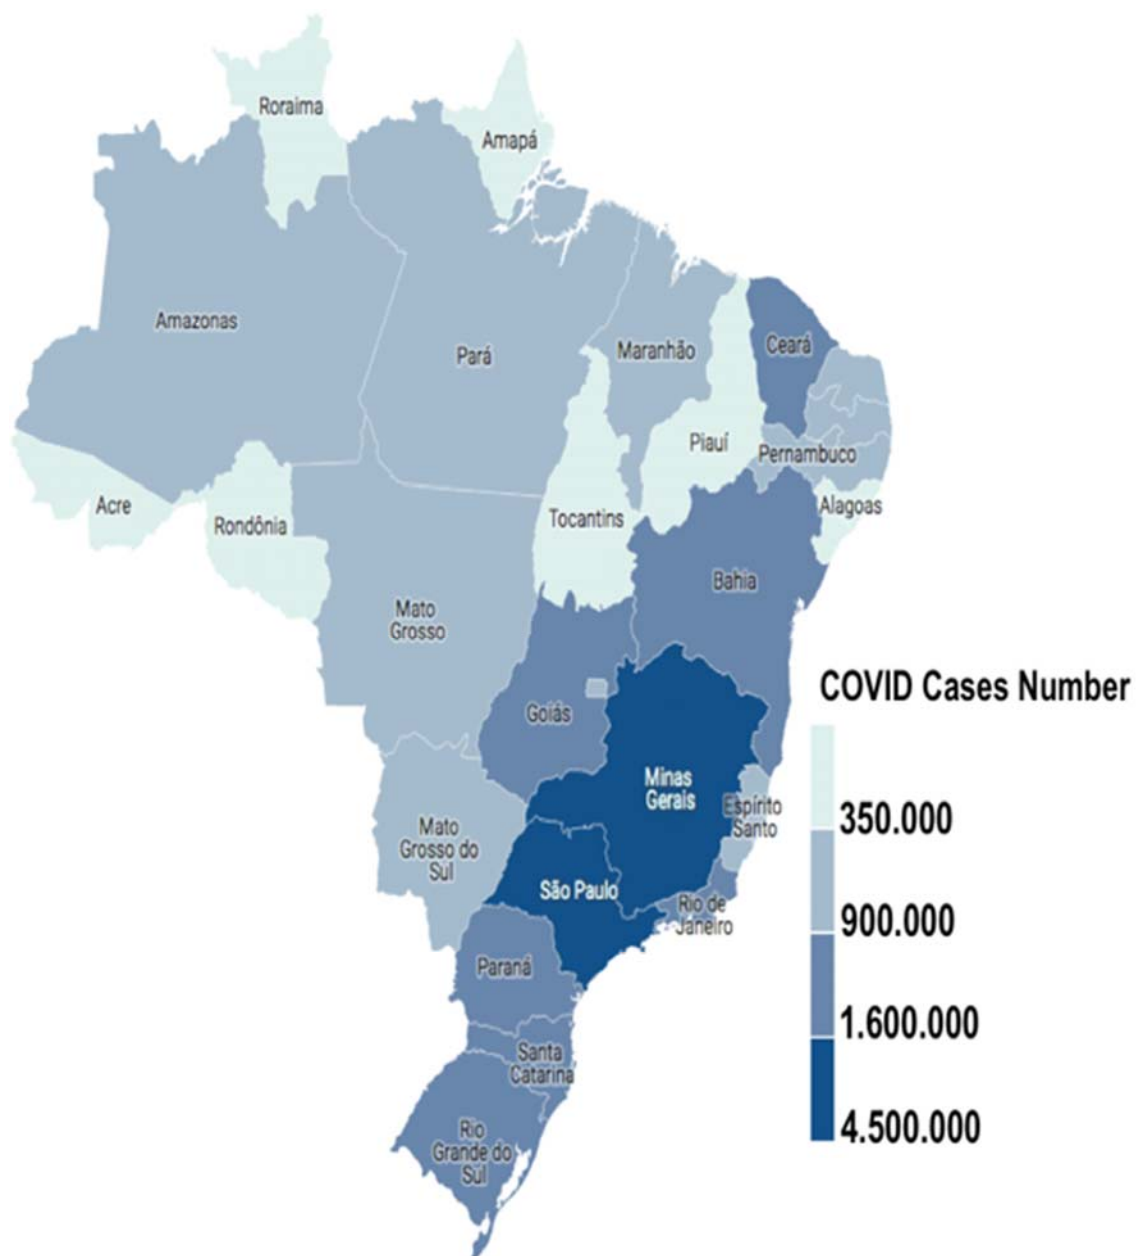 Roraima
Amapá
Amazonas
Pará
Maranhão
Ceará
Piauí
Pernambuco
Acre
Rondônia
Tocantins
Alagoas
Bahia
Mato
Grosso
COVID Cases Number
Goiás
Minas
Gerais
Espírito
Santo
350.000
Mato
Grosso do
Sul
São Paulo
Rio de
Janeiro
900.000
Paraná
1.600.000
Santa
Catarina
Rio
Grande do
Sul
4.500.000